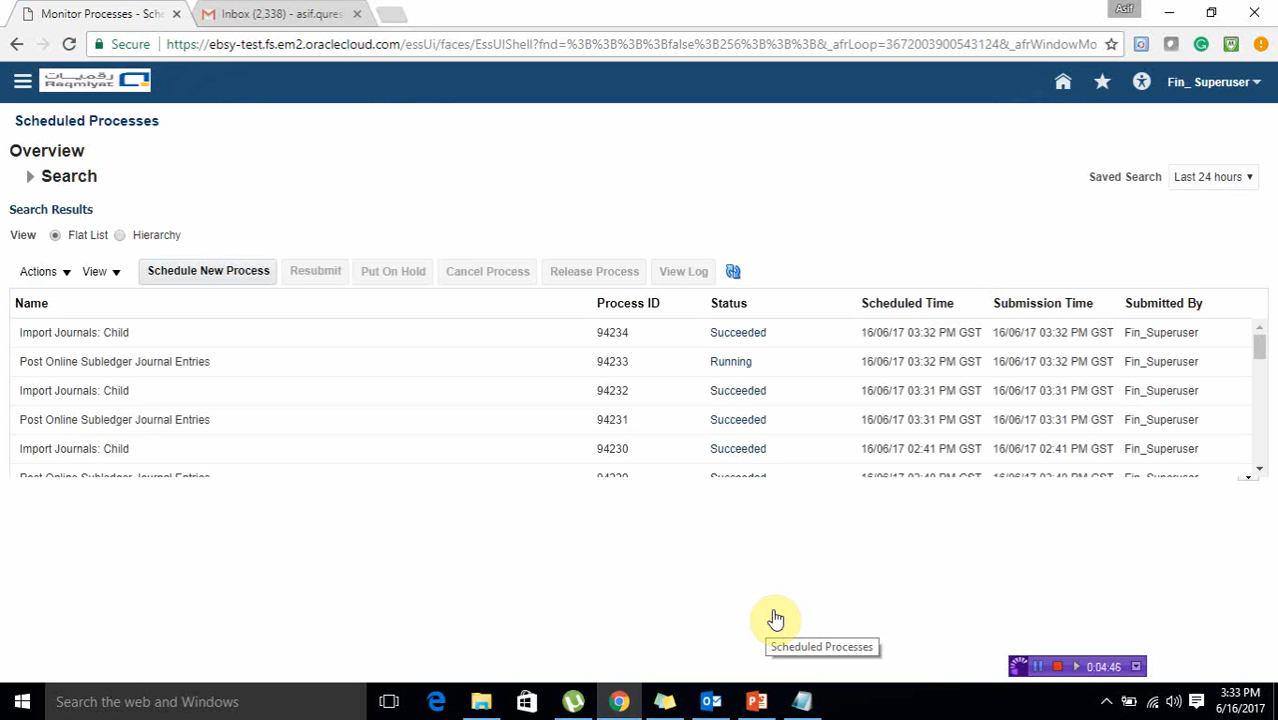 Monitor Processes - Sche
Inbox (2,338) - asif.qures
Asif
Secure
https://ebsy-test.fs.em2.oraclecloud.com/essUi/faces/EssUIShell?fnd=%3B%3B%3B%3Bfalse%3B256%3B%3B%3B&_afrLoop=3672003900543124&_afrWindowMo
رقميات
Raqmiyat
Fin_ Superuser
Scheduled Processes
Overview
Search
Saved Search Last 24 hours
Search Results
View Flat List Hierarchy
Actions View Schedule New Process Resubmit Put On Hold Cancel Process Release Process View Log
Name Process ID Status Scheduled Time Submission Time Submitted By
Import Journals: Child 94234 Succeeded 16/06/17 03:32 PM GST 16/06/17 03:32 PM GST Fin_Superuser
Post Online Subledger Journal Entries 94233 Running 16/06/17 03:32 PM GST 16/06/17 03:32 PM GST Fin_Superuser
Import Journals: Child 94232 Succeeded 16/06/17 03:31 PM GST 16/06/17 03:31 PM GST Fin_Superuser
Post Online Subledger Journal Entries 94231 Succeeded 16/06/17 03:31 PM GST 16/06/17 03:31 PM GST Fin_Superuser
Import Journals: Child 94230 Succeeded 16/06/17 02:41 PM GST 16/06/17 02:41 PM GST Fin_Superuser
Post Online Subledger Journal Entries 94229 Succeeded 16/06/17 02:40 PM GST 16/06/17 02:40 PM GST Fin_Superuser
Scheduled Processes
0:04.46
Search the web and Windows
3:33 PM
6/16/2017